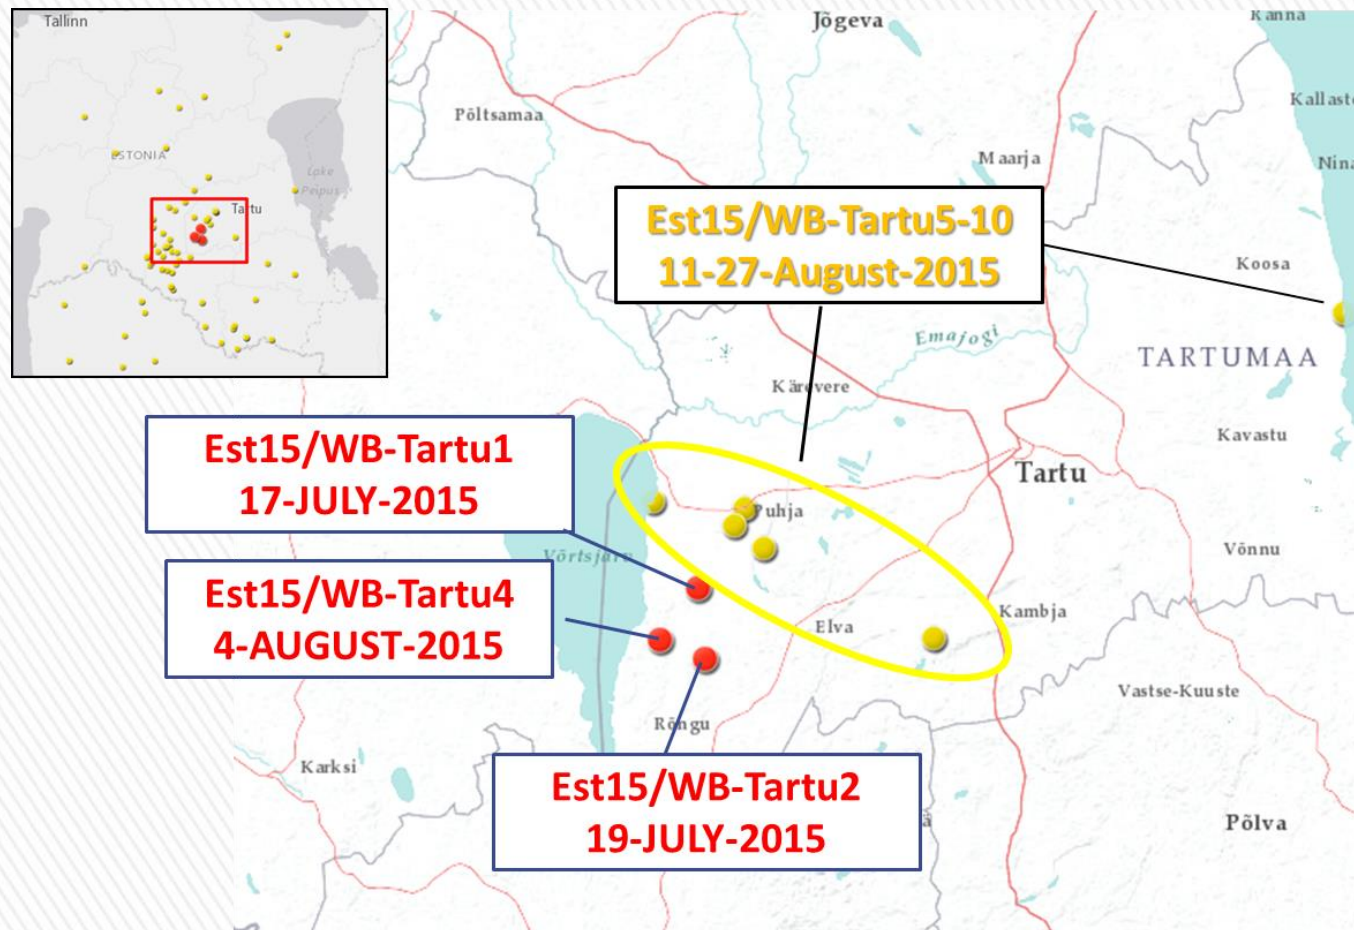 Tallinn
ESTONIA
Lake
Peipus
Tartu
Jõgeva
Kanna
Põltsamaa
Kallast
Maarja
Nina
Est15/WB-Tartu5-10
11-27-August-2015
Koosa
Emajogi
TARTUMAA
Kärevere
Est15/WB-Tartu1
17-JULY-2015
Kavastu
Tartu
Puhja
Võrtsjärv
Võnnu
Est15/WB-Tartu4
4-AUGUST-2015
Kambja
Elva
Vastse-Kuuste
Rõngu
Karksi
Est15/WB-Tartu2
19-JULY-2015
Põlva